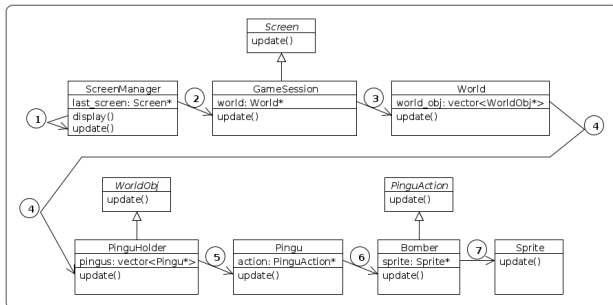 Screen
update()
ScreenManager
last_screen: Screen*
display()
update()
1
2
GameSession
world: World*
update()
3
World
world_obj: vector<WorldObj*>
update()
4
4
WorldObj
update()
PinguAction
update()
PinguHolder
pingus: vector<Pingu*>
update()
5
Pingu
action: PinguAction*
update()
6
Bomber
sprite: Sprite*
update()
7
Sprite
update()